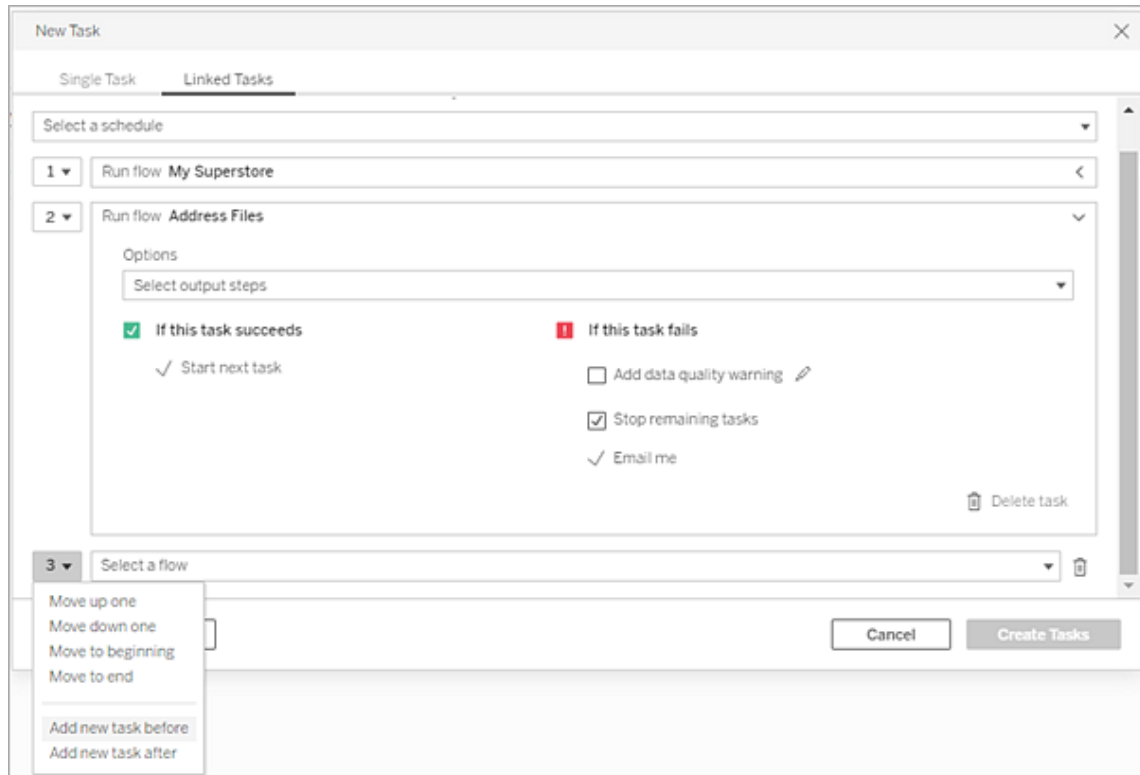 New Task
Single Task Linked Tasks
Select a schedule
1 Run flow My Superstore
2 Run flow Address Files
Options
Select output steps
If this task succeeds If this task fails
Start next task
Add data quality warning
Stop remaining tasks
Email me
Delete task
3 Select a flow
Move up one
Move down one
Cancel Create Tasks
Move to beginning
Move to end
Add new task before
Add new task after